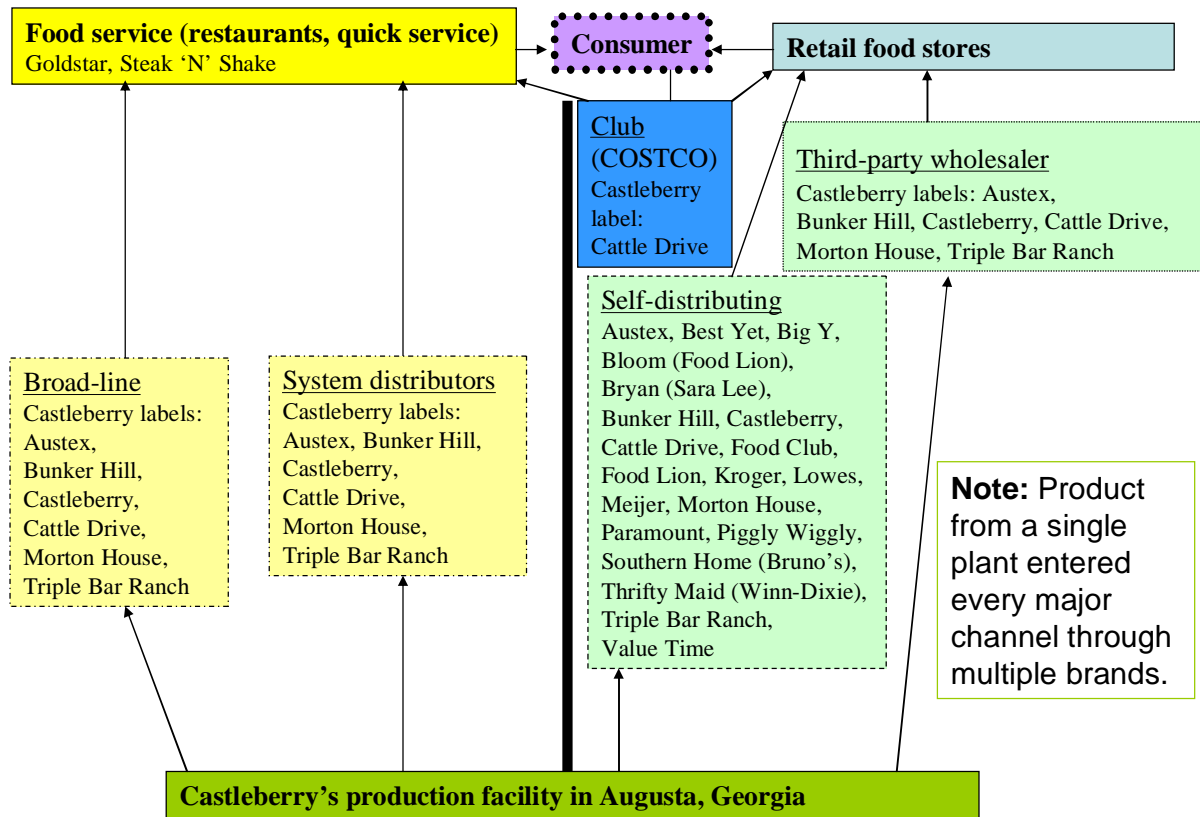 Food service (restaurants, quick service)
Goldstar, Steak ‘N’ Shake
Consumer
Retail food stores
Club
(COSTCO)
Castleberry
label:
Cattle Drive
Third-party wholesaler
Castleberry labels: Austex,
Bunker Hill, Castleberry, Cattle Drive,
Morton House, Triple Bar Ranch
Broad-line
Castleberry labels:
Austex,
Bunker Hill,
Castleberry,
Cattle Drive,
Morton House,
Triple Bar Ranch
System distributors
Castleberry labels:
Austex, Bunker Hill,
Castleberry,
Cattle Drive,
Morton House,
Triple Bar Ranch
Self-distributing
Austex, Best Yet, Big Y,
Bloom (Food Lion),
Bryan (Sara Lee),
Bunker Hill, Castleberry,
Cattle Drive, Food Club,
Food Lion, Kroger, Lowes,
Meijer, Morton House,
Paramount, Piggly Wiggly,
Southern Home (Bruno’s),
Thrifty Maid (Winn-Dixie),
Triple Bar Ranch,
Value Time
Note: Product
from a single
plant entered
every major
channel through
multiple brands.
Castleberry’s production facility in Augusta, Georgia